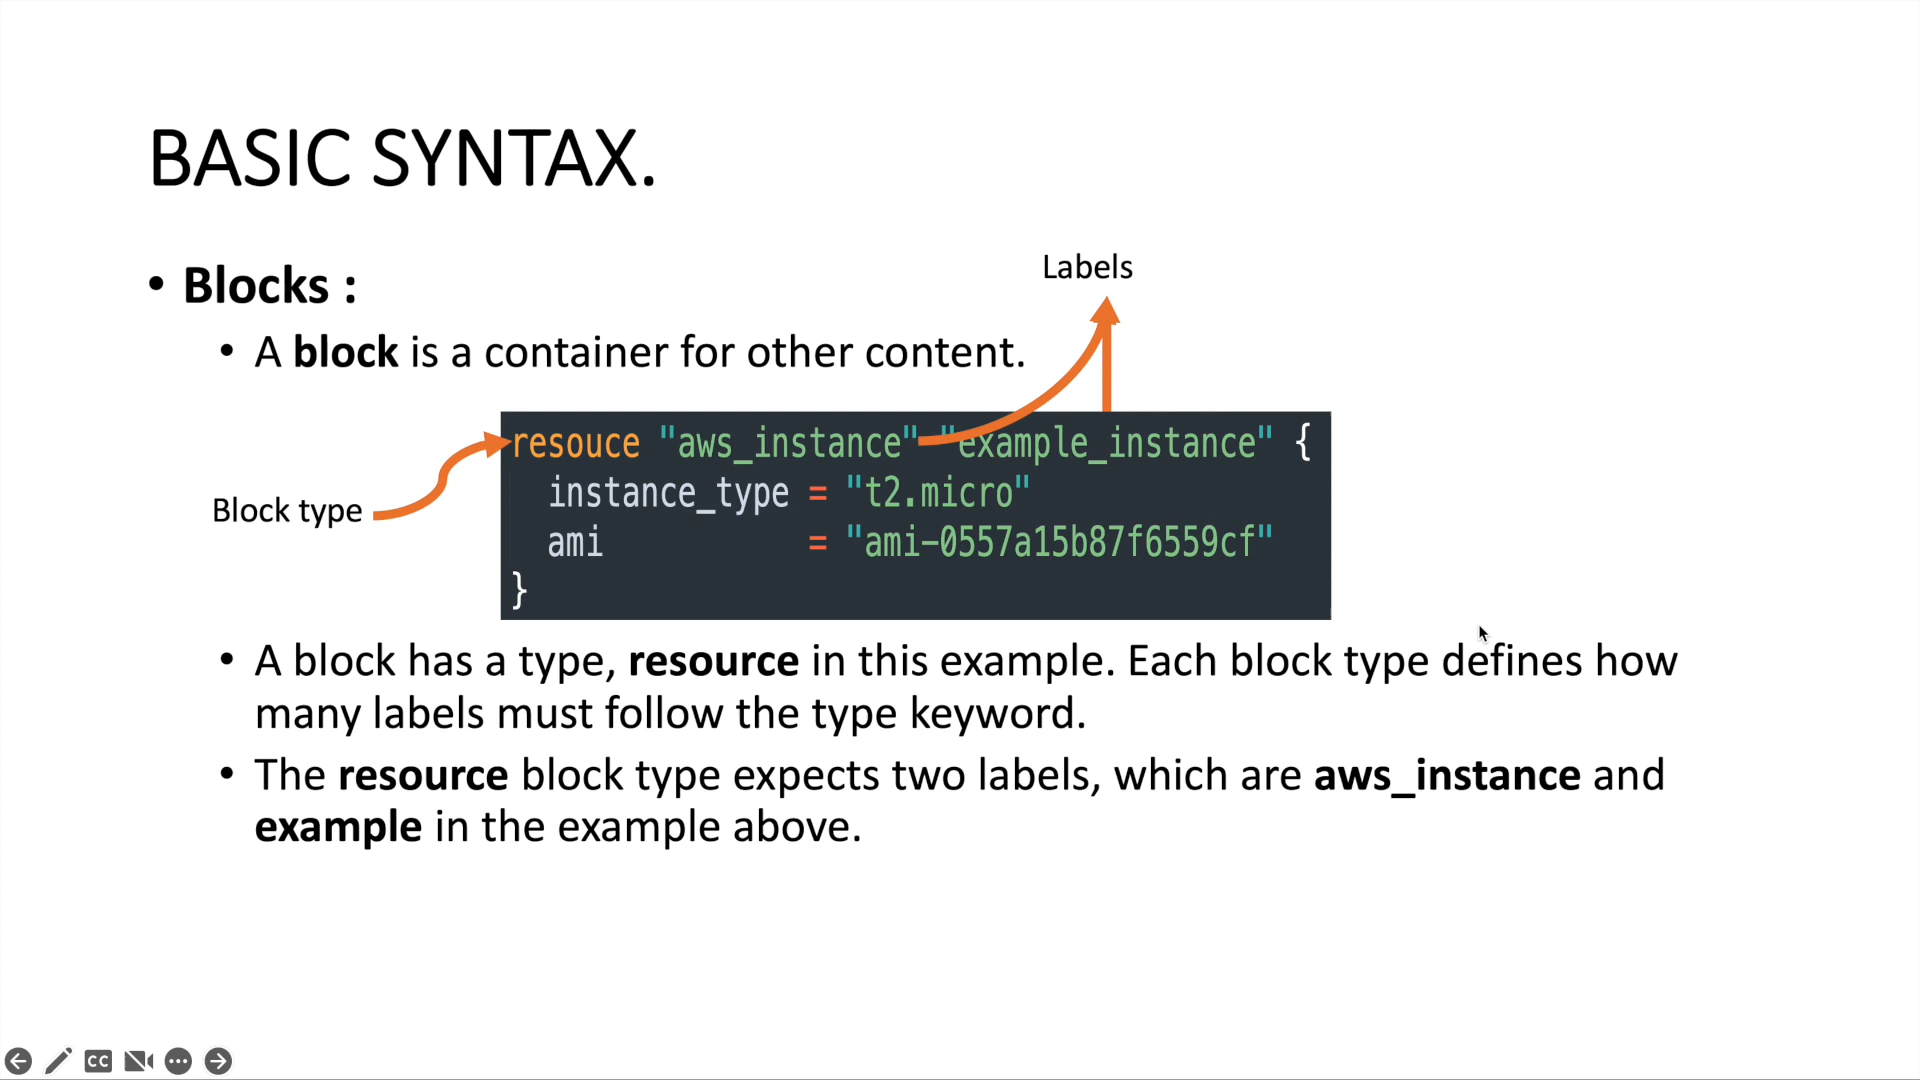 BASIC SYNTAX.
• Blocks :
Labels
• A block is a container for other content.
resouce "aws_instance" "example_instance" {
Block type
instance_type = "t2.micro"
ami = "ami-0557a15b87f6559cf"
}
• A block has a type, resource in this example. Each block type defines how
many labels must follow the type keyword.
• The resource block type expects two labels, which are aws_instance and
example in the example above.
CC